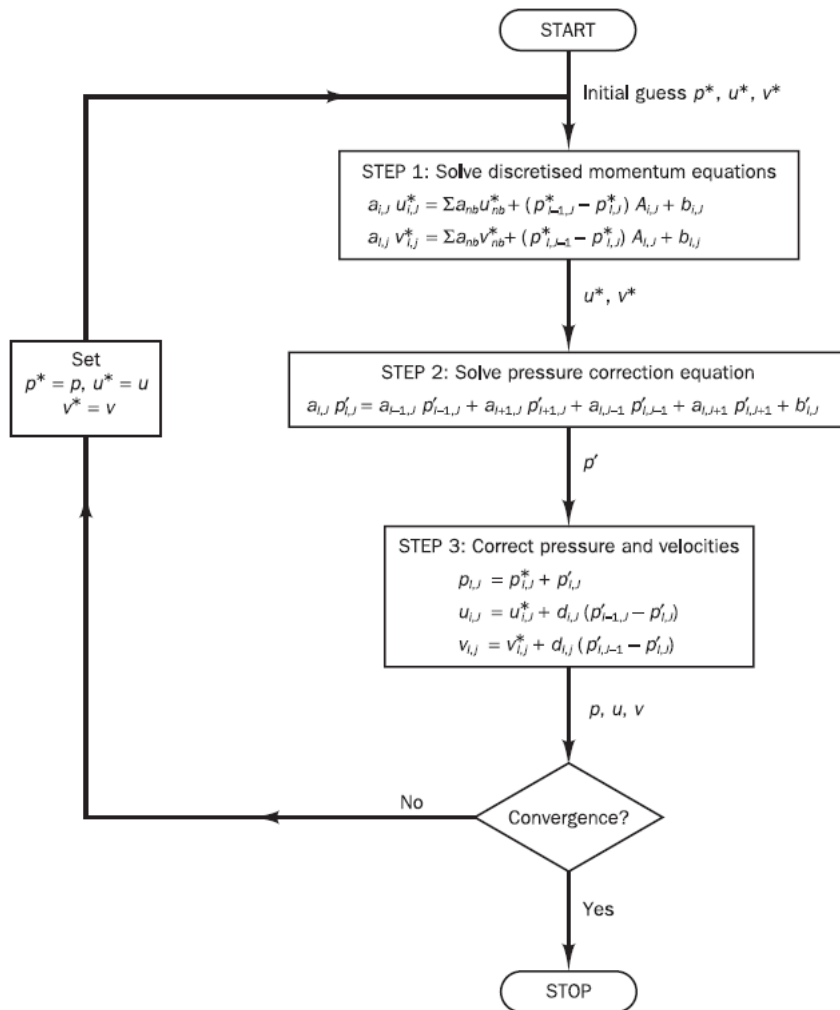 START
Initial guess p*, u*, v*
STEP 1: Solve discretised momentum equations
a_{i,J} u*_{i,J} = Σa_{nb}u*_{nb} + (p*_{I–1,J} – p*_{I,J}) A_{i,J} + b_{i,J}
a_{I,j} v*_{I,j} = Σa_{nb}v*_{nb} + (p*_{I,J–1} – p*_{I,J}) A_{I,J} + b_{I,j}
u*, v*
Set
p* = p, u* = u
v* = v
STEP 2: Solve pressure correction equation
a_{I,J} p′_{I,J} = a_{I–1,J} p′_{I–1,J} + a_{I+1,J} p′_{I+1,J} + a_{I,J–1} p′_{I,J–1} + a_{I,J+1} p′_{I,J+1} + b′_{I,J}
p′
STEP 3: Correct pressure and velocities
p_{I,J} = p*_{I,J} + p′_{I,J}
u_{i,J} = u*_{i,J} + d_{i,J} (p′_{I–1,J} – p′_{I,J})
v_{I,j} = v*_{I,j} + d_{I,j} (p′_{I,J–1} – p′_{I,J})
p, u, v
No
Convergence?
Yes
STOP